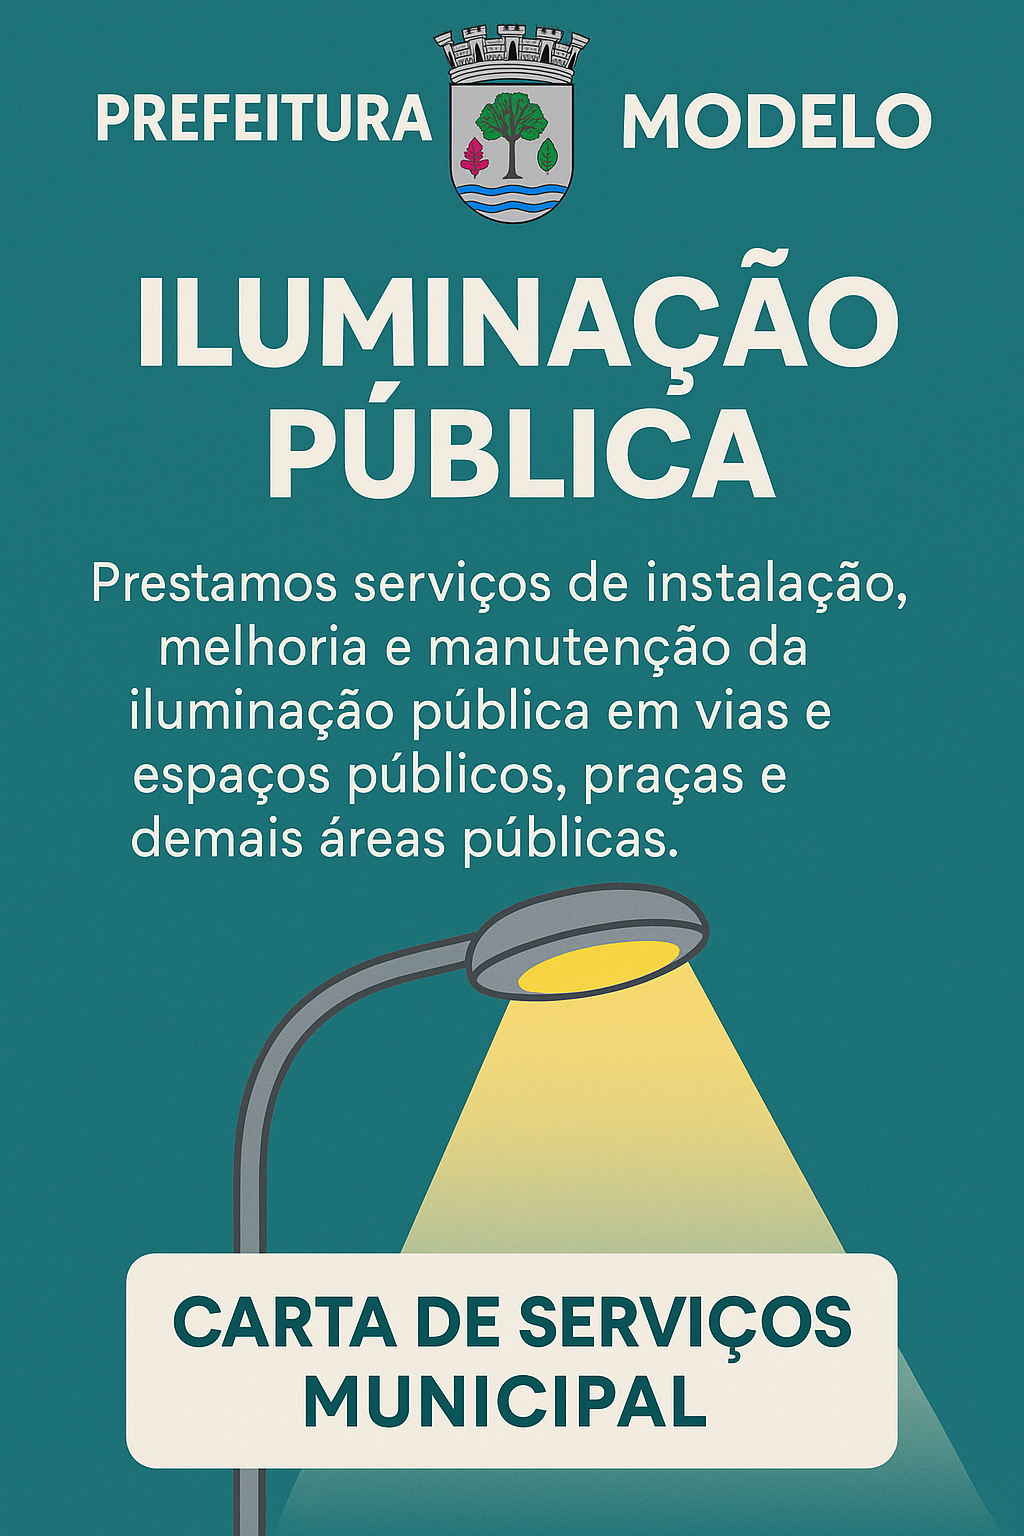 PREFEITURA MODELO
ILUMINAÇÃO
PÚBLICA
Prestamos serviços de instalação,
melhoria e manutenção da
iluminação pública em vias e
espaços públicos, praças e
demais áreas públicas.
CARTA DE SERVIÇOS
MUNICIPAL